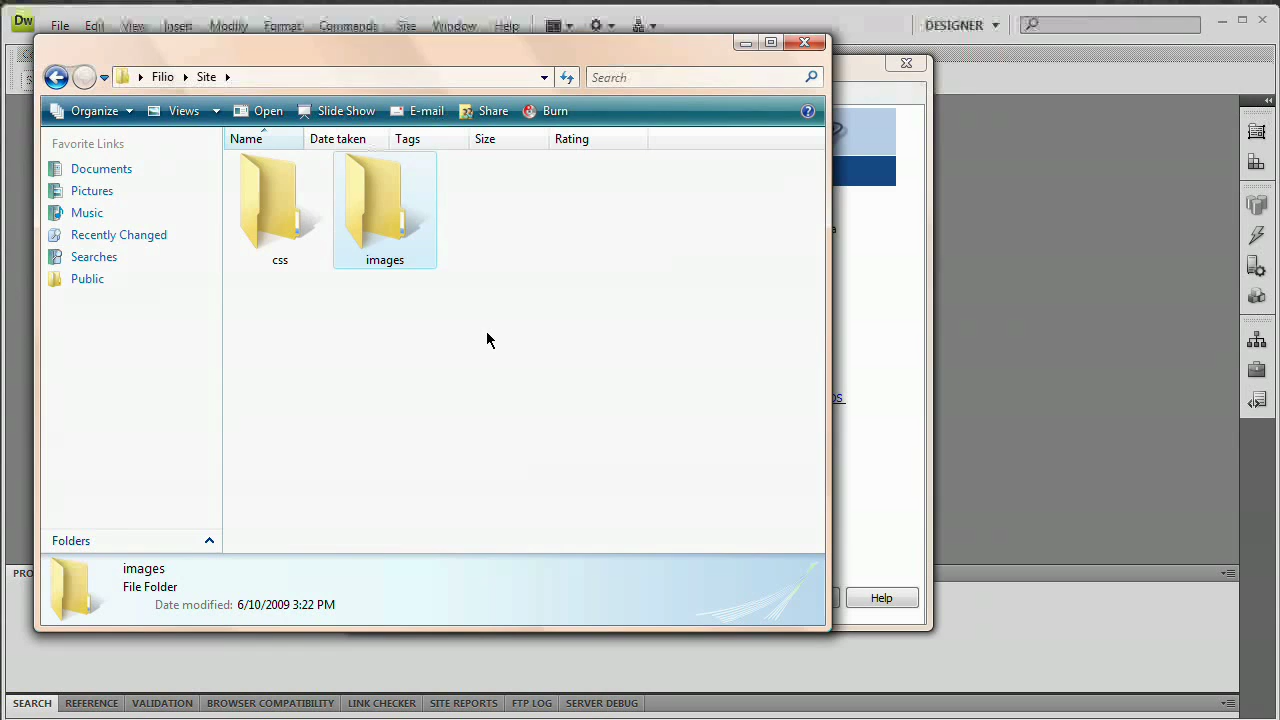 Dw File Edit View Insert Modify Format Commands Site Window Help DESIGNER
Filio Site Search
Organize Views Open Slide Show E-mail Share Burn
Favorite Links
Name Date taken Tags Size Rating
Documents
Pictures
Music
Recently Changed
Searches
Public
css images
Folders
images
File Folder
Date modified: 6/10/2009 3:22 PM
Help
SEARCH REFERENCE VALIDATION BROWSER COMPATIBILITY LINK CHECKER SITE REPORTS FTP LOG SERVER DEBUG